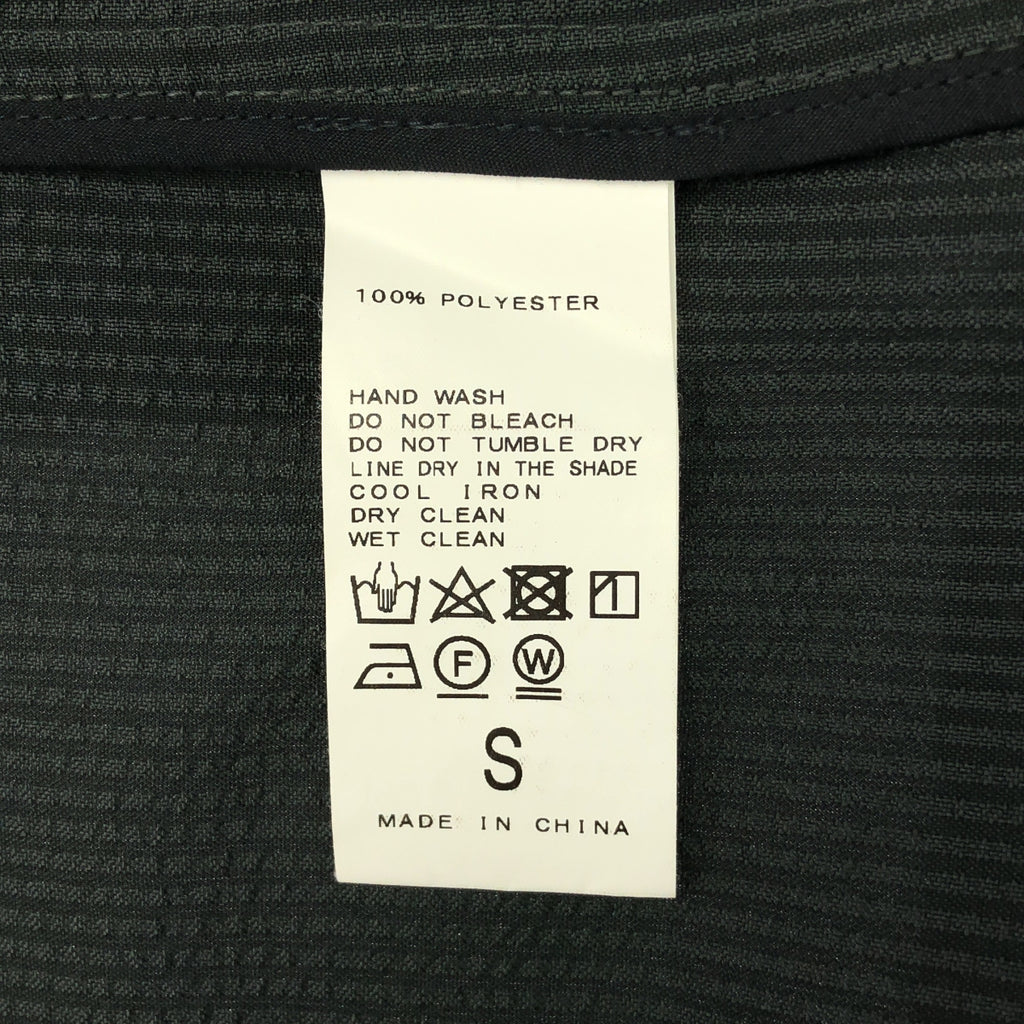 100% POLYESTER
HAND WASH
DO NOT BLEACH
DO NOT TUMBLE DRY
LINE DRY IN THE SHADE
COOL IRON
DRY CLEAN
WET CLEAN
F W
S
MADE IN CHINA